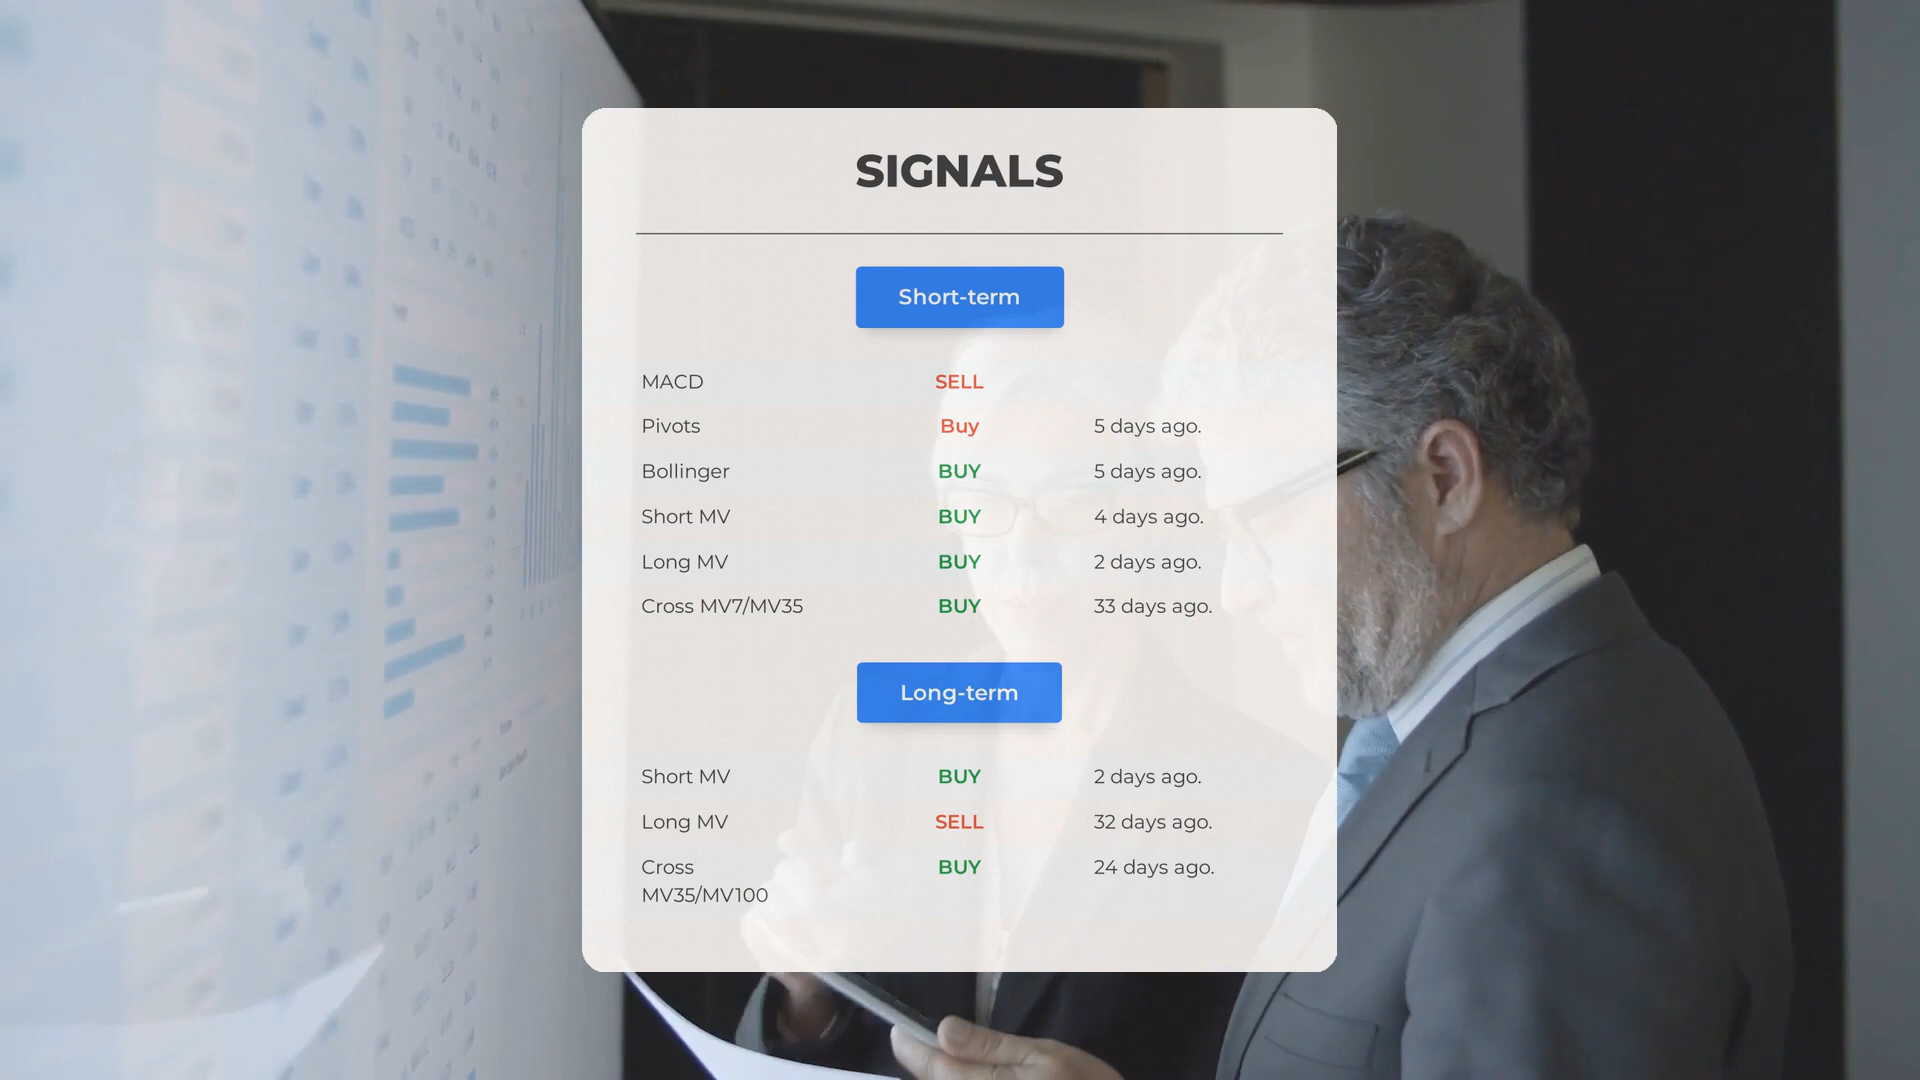 SIGNALS
Short-term
MACD SELL
Pivots Buy 5 days ago.
Bollinger BUY 5 days ago.
Short MV BUY 4 days ago.
Long MV BUY 2 days ago.
Cross MV7/MV35 BUY 33 days ago.
Long-term
Short MV BUY 2 days ago.
Long MV SELL 32 days ago.
Cross BUY 24 days ago.
MV35/MV100